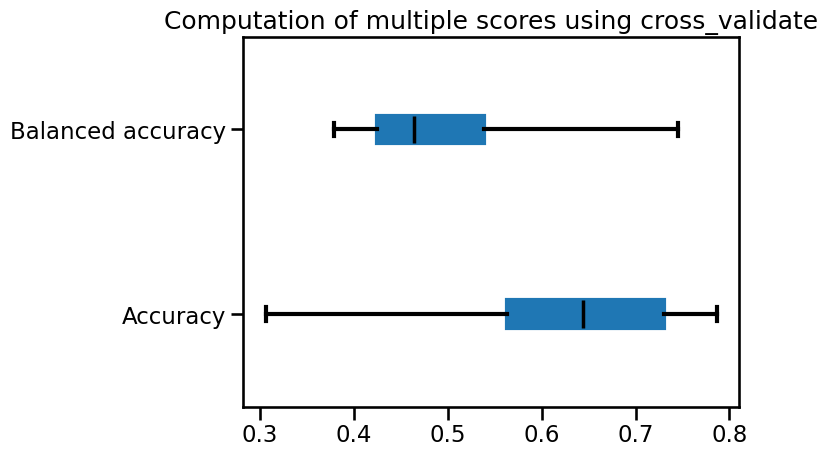 Computation of multiple scores using cross_validate
Balanced accuracy
Accuracy
0.3 0.4 0.5 0.6 0.7 0.8